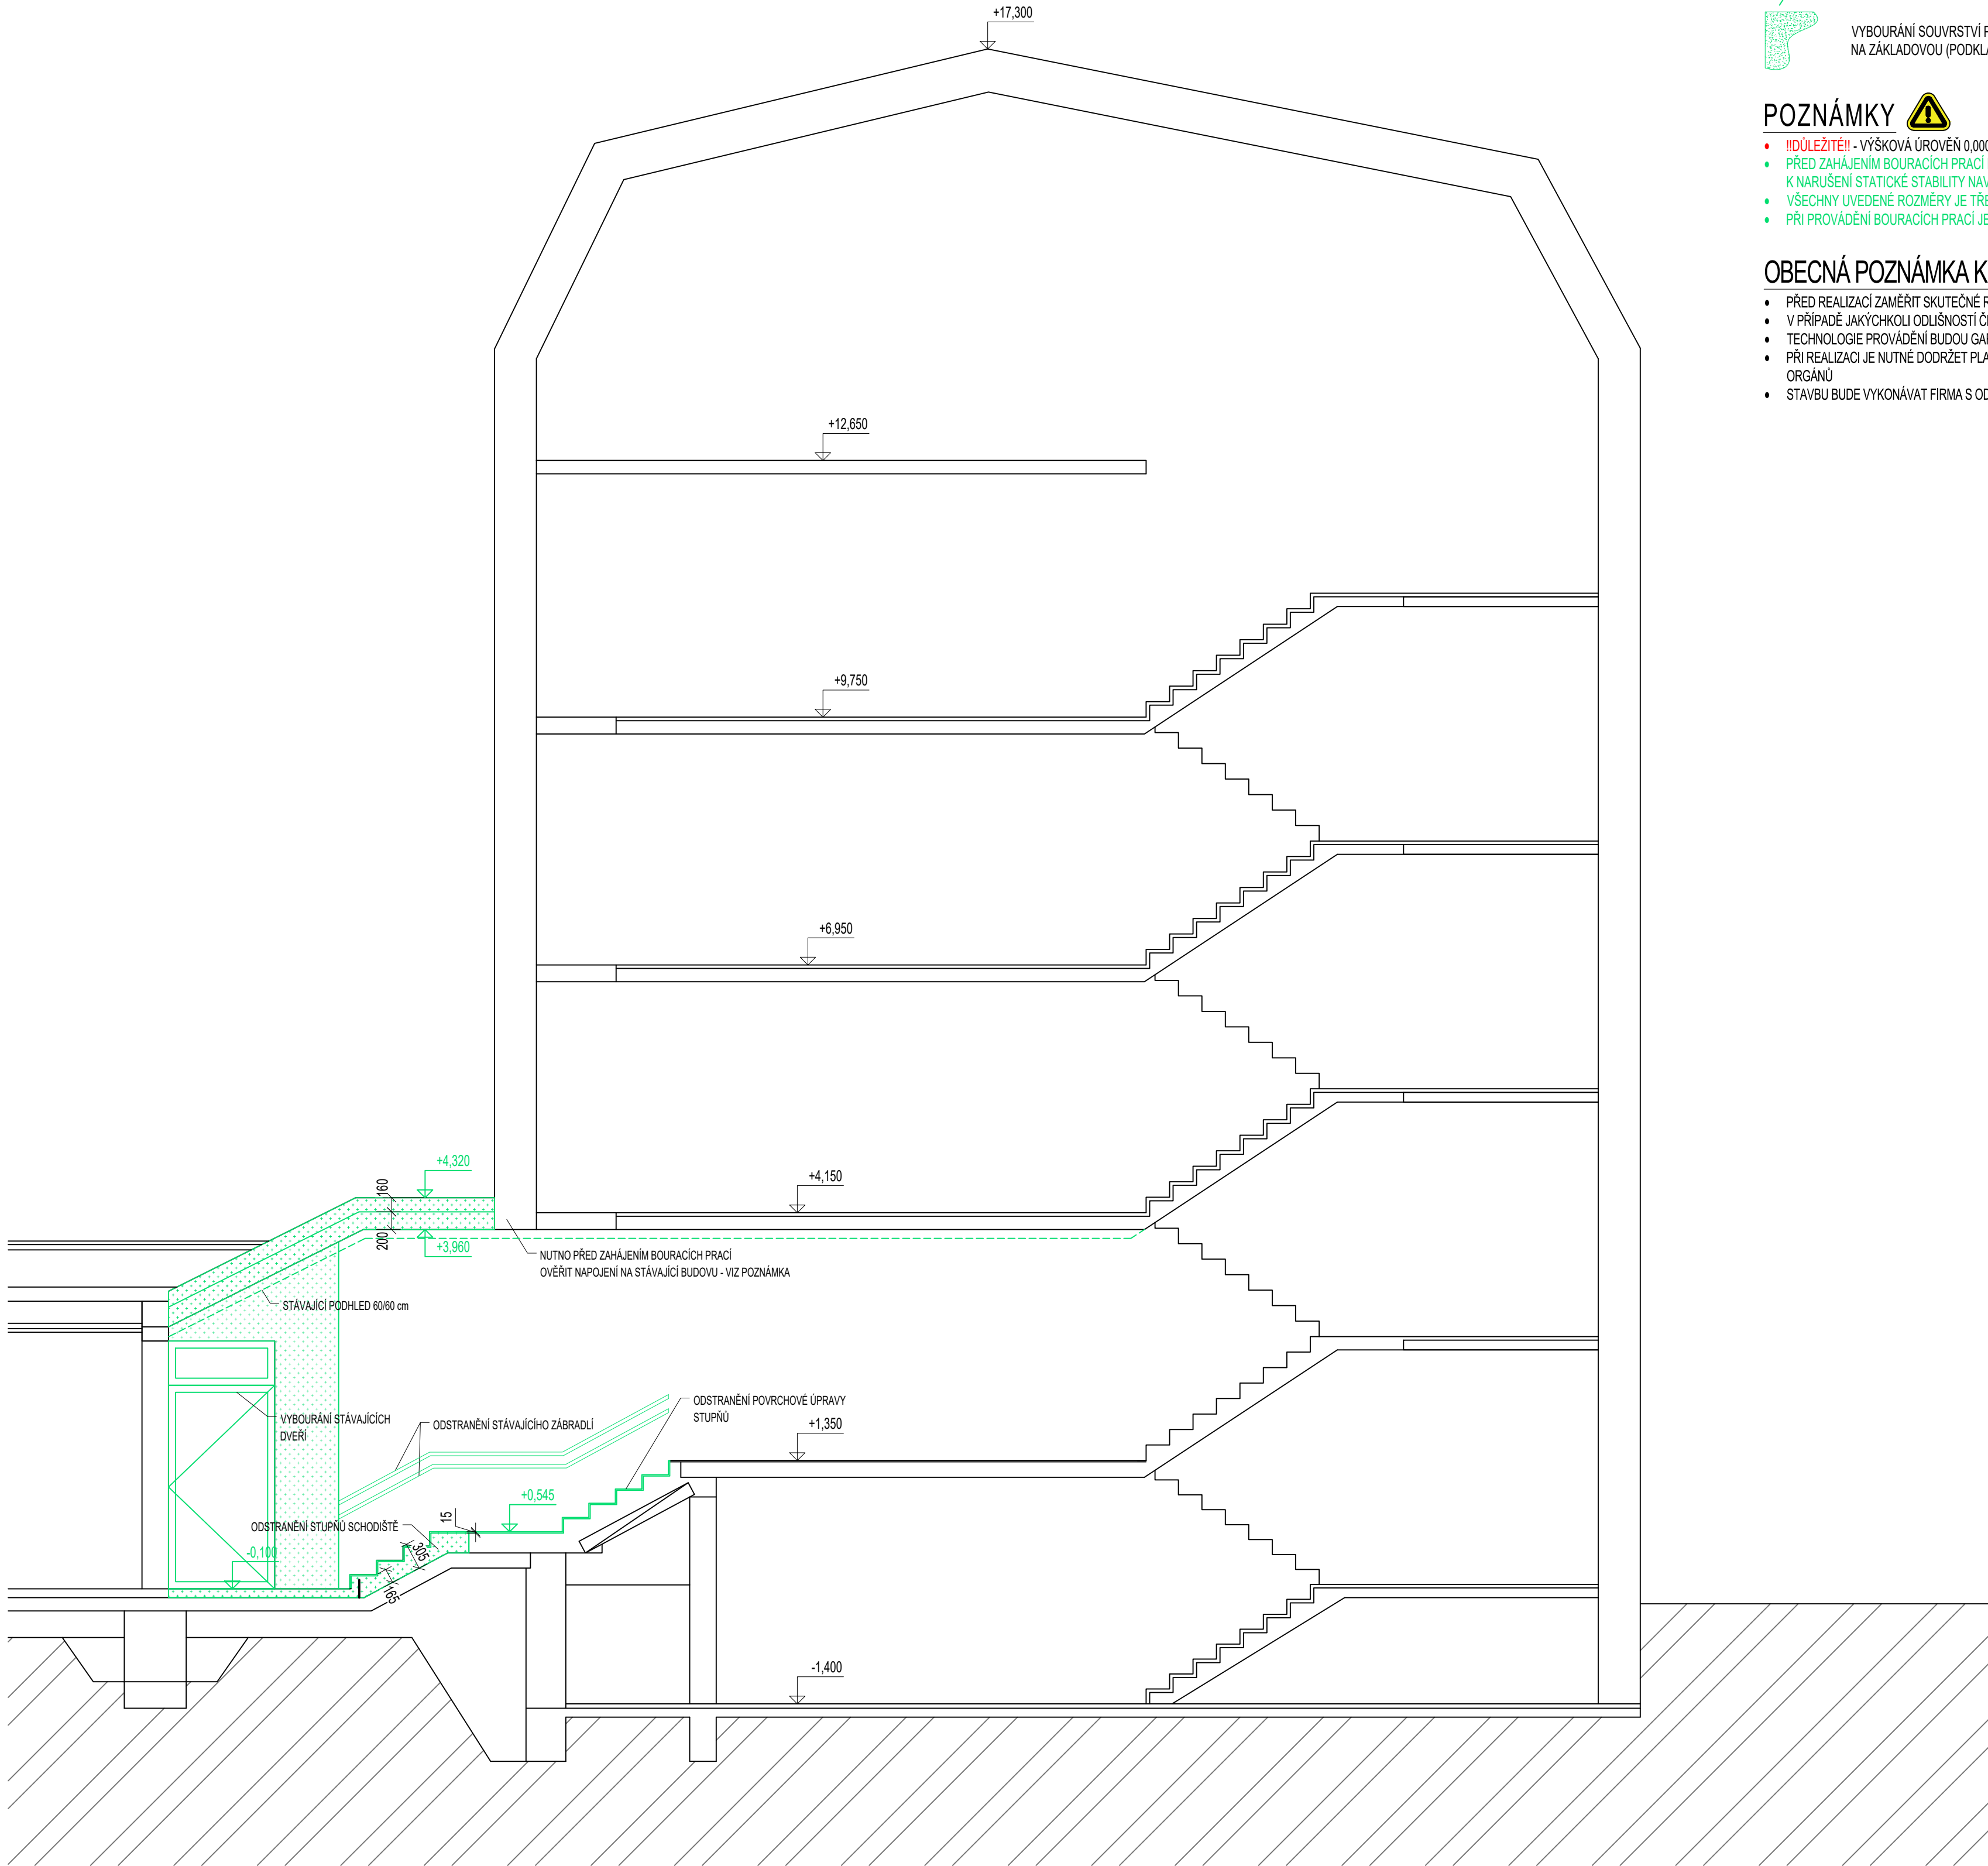 +17,300
VYBOURÁNÍ SOUVRSTVÍ
NA ZÁKLADOVOU
POZNÁMKY
!!DŮLEŽITÉ!! - VÝŠKOVÁ ÚROVĚŇ 0,000
PŘED ZAHÁJENÍM BOURACÍCH PRACÍ
K NARUŠENÍ STATICKÉ STABILITY
VŠECHNY UVEDENÉ ROZMĚRY JE
PŘI PROVÁDĚNÍ BOURACÍCH PRACÍ
OBECNÁ POZNÁMKA K
PŘED REALIZACÍ ZAMĚŘIT SKUTEČNÉ
V PŘÍPADĚ JAKÝCHKOLI ODLIŠNOSTÍ
TECHNOLOGIE PROVÁDĚNÍ BUDOU
PŘI REALIZACI JE NUTNÉ DODRŽET
ORGÁNŮ
STAVBU BUDE VYKONÁVAT FIRMA S
+12,650
+9,750
+6,950
+4,320
160
+4,150
200
+3,960
NUTNO PŘED ZAHÁJENÍM BOURACÍCH PRACÍ
OVĚŘIT NAPOJENÍ NA STÁVAJÍCÍ BUDOVU - VIZ POZNÁMKA
STÁVAJÍCÍ PODHLED 60/60 cm
ODSTRANĚNÍ POVRCHOVÉ ÚPRAVY
STUPŇŮ
VYBOURÁNÍ STÁVAJÍCÍCH
DVEŘÍ
ODSTRANĚNÍ STÁVAJÍCÍHO ZÁBRADLÍ
+1,350
+0,545
15
ODSTRANĚNÍ STUPŇŮ SCHODIŠTĚ
305
-0,100
165
-1,400